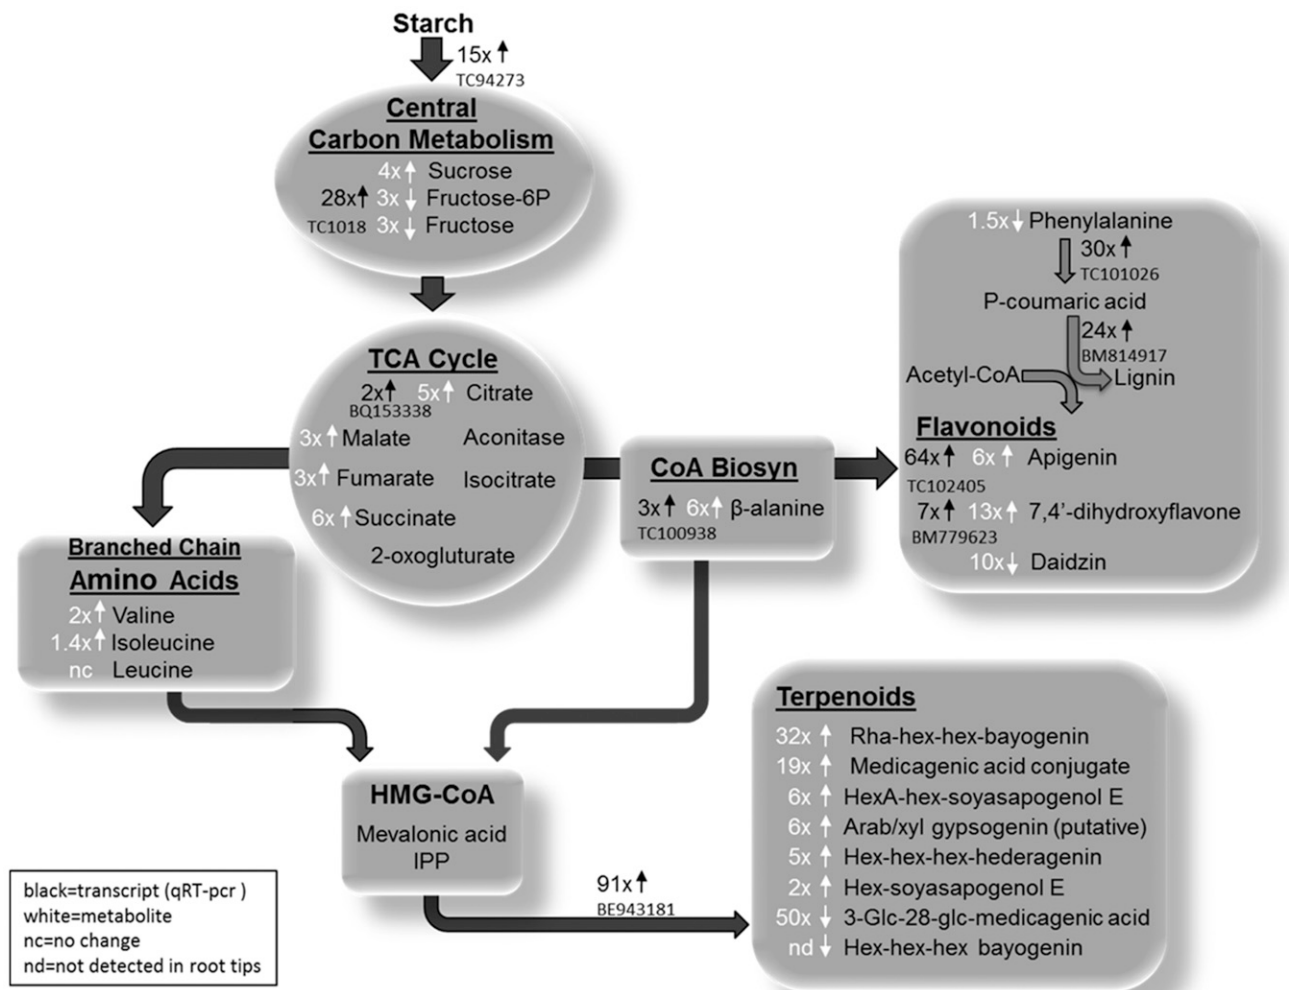 Starch
15x↑
TC94273
Central
Carbon Metabolism
4x↑ Sucrose
28x↑ 3x↓ Fructose-6P
TC1018 3x↓ Fructose
TCA Cycle
2x↑ 5x↑ Citrate
BQ153338
3x↑ Malate Aconitase
3x↑ Fumarate Isocitrate
6x↑ Succinate
2-oxogluturate
Branched Chain
Amino Acids
2x↑ Valine
1.4x↑ Isoleucine
nc Leucine
CoA Biosyn
3x↑ 6x↑ β-alanine
TC100938
1.5x↓ Phenylalanine
30x↑
TC101026
P-coumaric acid
24x↑
BM814917
Acetyl-CoA Lignin
Flavonoids
64x↑ 6x↑ Apigenin
TC102405
7x↑ 13x↑ 7,4'-dihydroxyflavone
BM779623
10x↓ Daidzin
HMG-CoA
Mevalonic acid
IPP
91x↑
BE943181
Terpenoids
32x ↑ Rha-hex-hex-bayogenin
19x ↑ Medicagenic acid conjugate
6x ↑ HexA-hex-soyasapogenol E
6x ↑ Arab/xyl gypsogenin (putative)
5x ↑ Hex-hex-hex-hederagenin
2x ↑ Hex-soyasapogenol E
50x ↓ 3-Glc-28-glc-medicagenic acid
nd ↓ Hex-hex-hex bayogenin
black=transcript (qRT-pcr )
white=metabolite
nc=no change
nd=not detected in root tips